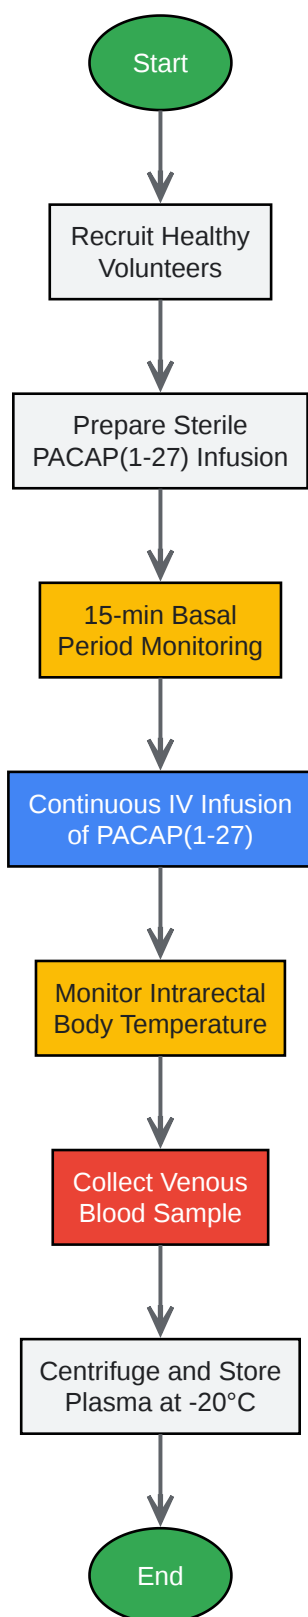 Start
Recruit Healthy
Volunteers
Prepare Sterile
PACAP(1-27) Infusion
15-min Basal
Period Monitoring
Continuous IV Infusion
of PACAP(1-27)
Monitor Intrarectal
Body Temperature
Collect Venous
Blood Sample
Centrifuge and Store
Plasma at -20°C
End